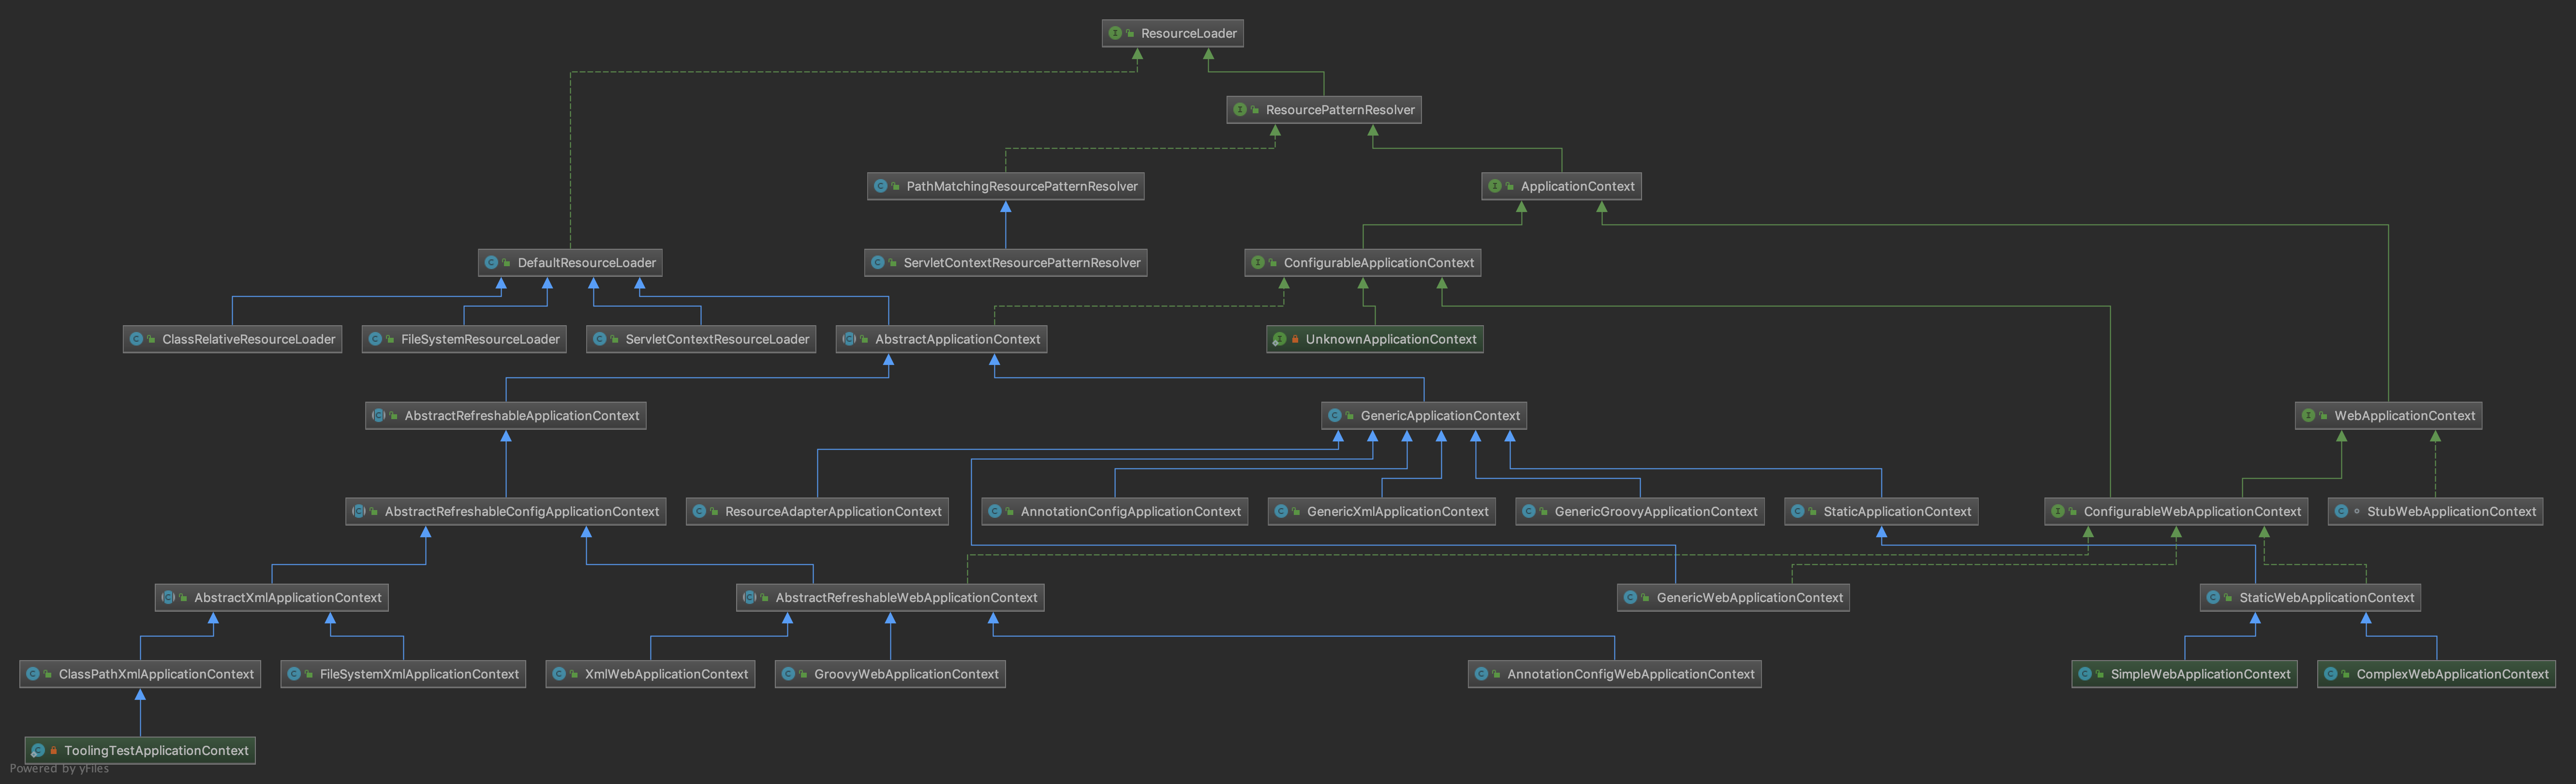 ResourceLoader
ResourcePatternResolver
PathMatchingResourcePatternResolver
ApplicationContext
DefaultResourceLoader
ServletContextResourcePatternResolver
ConfigurableApplicationContext
ClassRelativeResourceLoader
FileSystemResourceLoader
ServletContextResourceLoader
AbstractApplicationContext
UnknownApplicationContext
AbstractRefreshableApplicationContext
GenericApplicationContext
WebApplicationContext
AbstractRefreshableConfigApplicationContext
ResourceAdapterApplicationContext
AnnotationConfigApplicationContext
GenericXmlApplicationContext
GenericGroovyApplicationContext
StaticApplicationContext
ConfigurableWebApplicationContext
StubWebApplicationContext
AbstractXmlApplicationContext
AbstractRefreshableWebApplicationContext
GenericWebApplicationContext
StaticWebApplicationContext
ClassPathXmlApplicationContext
FileSystemXmlApplicationContext
XmlWebApplicationContext
GroovyWebApplicationContext
AnnotationConfigWebApplicationContext
SimpleWebApplicationContext
ComplexWebApplicationContext
ToolingTestApplicationContext
Powered by yFiles